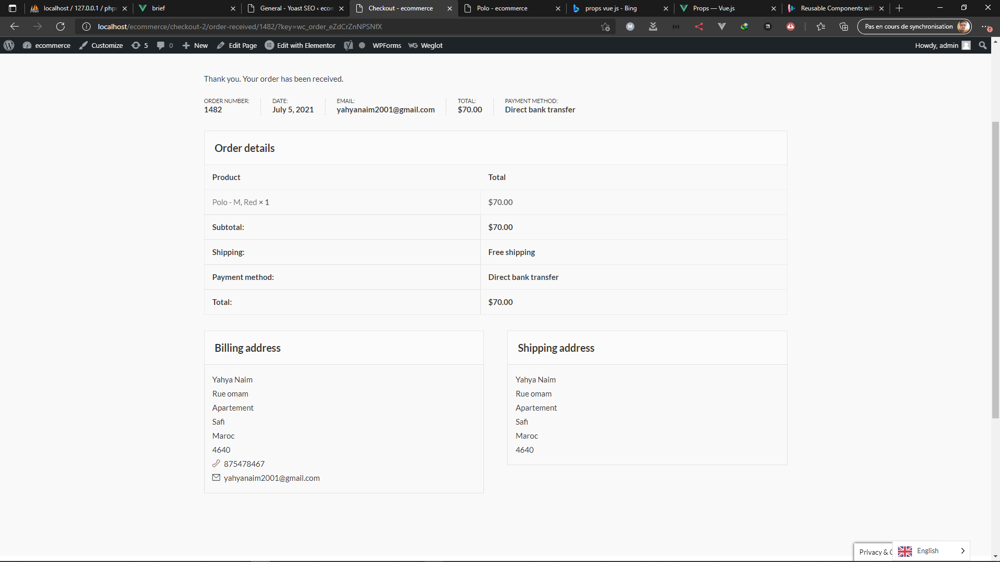 localhost / 127.0.0.1 / php
brief
General - Yoast SEO ‹ ecom
Checkout - ecommerce
Polo - ecommerce
props vue js - Bing
Props — Vue.js
Reusable Components wit
localhost/ecommerce/checkout-2/order-received/1482/?key=wc_order_eZdCrZnNPSNfX
Pas en cours de synchronisation
ecommerce
Customize
5
0
New
Edit Page
Edit with Elementor
WPForms
WG Weglot
Howdy, admin
Thank you. Your order has been received.
ORDER NUMBER:
1482
DATE:
July 5, 2021
EMAIL:
yahyanaim2001@gmail.com
TOTAL:
$70.00
PAYMENT METHOD:
Direct bank transfer
Order details
Product Total
Polo - M, Red × 1 $70.00
Subtotal: $70.00
Shipping: Free shipping
Payment method: Direct bank transfer
Total: $70.00
Billing address
Yahya Naim
Rue omam
Apartement
Safi
Maroc
4640
875478467
yahyanaim2001@gmail.com
Shipping address
Yahya Naim
Rue omam
Apartement
Safi
Maroc
4640
Privacy &
English